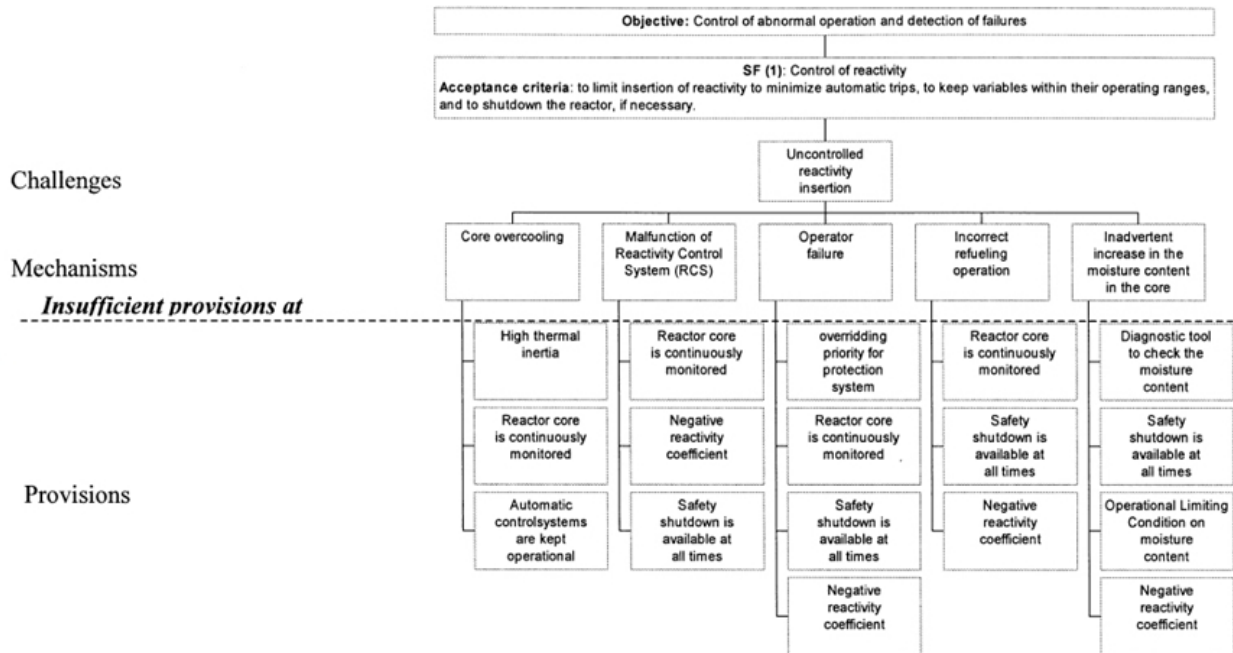 Objective: Control of abnormal operation and detection of failures
SF (1): Control of reactivity
Acceptance criteria: to limit insertion of reactivity to minimize automatic trips, to keep variables within their operating ranges,
and to shutdown the reactor, if necessary.
Challenges
Uncontrolled
reactivity
insertion
Mechanisms
Core overcooling
Malfunction of
Reactivity Control
System (RCS)
Operator
failure
Incorrect
refueling
operation
Inadvertent
increase in the
moisture content
in the core
Insufficient provisions at
Provisions
High thermal
inertia
Reactor core
is continuously
monitored
Automatic
controlsystems
are kept
operational
Reactor core
is continuously
monitored
Negative
reactivity
coefficient
Safety
shutdown is
available at
all times
overridding
priority for
protection
system
Reactor core
is continuously
monitored
Safety
shutdown is
available at
all times
Negative
reactivity
coefficient
Reactor core
is continuously
monitored
Safety
shutdown is
available at
all times
Negative
reactivity
coefficient
Diagnostic tool
to check the
moisture
content
Safety
shutdown is
available at
all times
Operational Limiting
Condition on
moisture
content
Negative
reactivity
coefficient